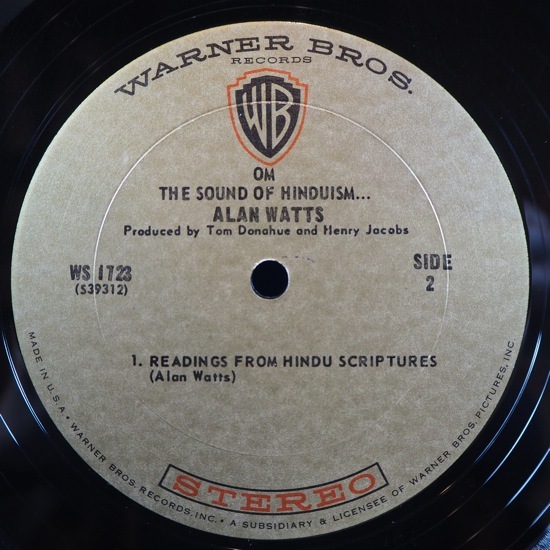 WARNER BROS.
RECORDS
WB
OM
THE SOUND OF HINDUISM...
ALAN WATTS
Produced by Tom Donahue and Henry Jacobs
WS 1723
(S39312)
SIDE
2
1. READINGS FROM HINDU SCRIPTURES
(Alan Watts)
STEREO
MADE IN U.S.A • WARNER BROS. RECORDS, INC. • A SUBSIDIARY & LICENSEE OF WARNER BROS. PICTURES, INC.